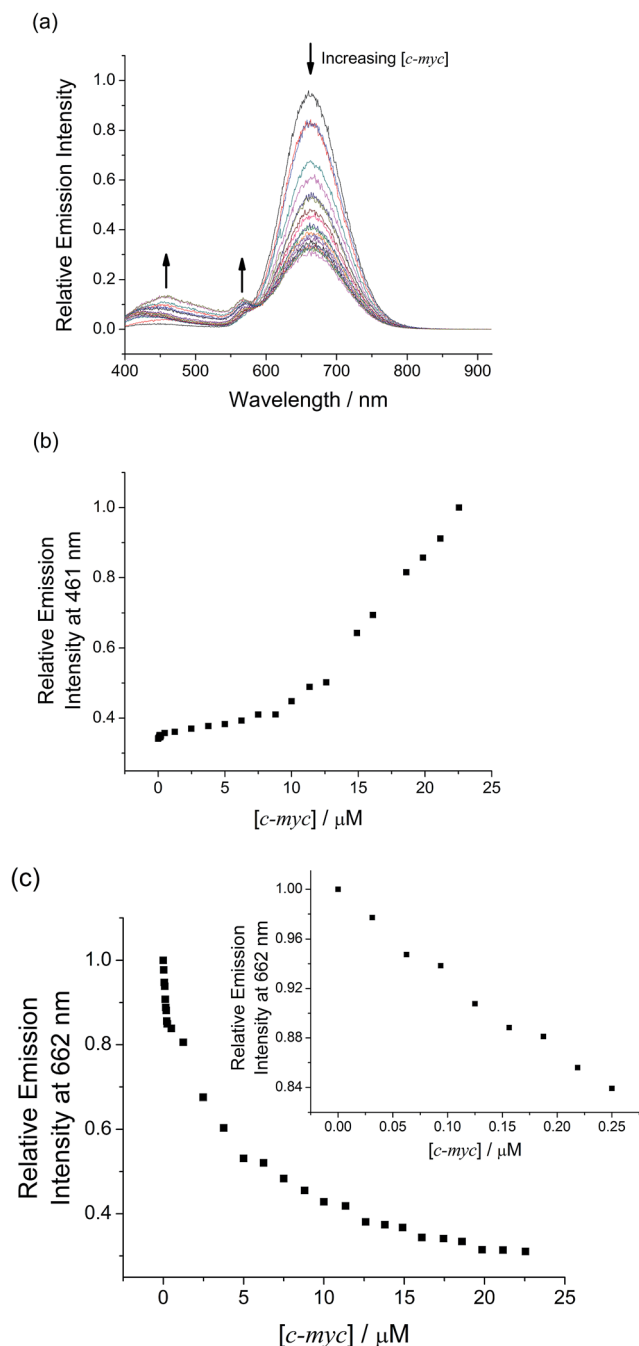 (a)
Increasing [c-myc]
Relative Emission Intensity
1.0
0.8
0.6
0.4
0.2
0.0
400 500 600 700 800 900
Wavelength / nm
(b)
Relative Emission
Intensity at 461 nm
1.0
0.8
0.6
0.4
0 5 10 15 20 25
[c-myc] / μM
(c)
Relative Emission
Intensity at 662 nm
1.0
0.8
0.6
0.4
0 5 10 15 20 25
[c-myc] / μM
Relative Emission
Intensity at 662 nm
1.00
0.96
0.92
0.88
0.84
0.00 0.05 0.10 0.15 0.20 0.25
[c-myc] / μM